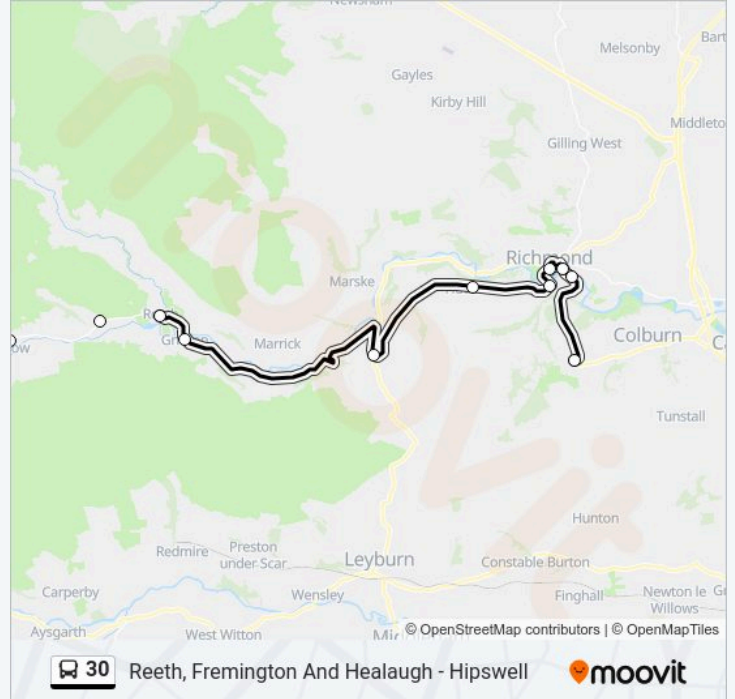 Melsonby
Gayles
Kirby Hill
Gilling West
Richmond
Marske
Marrick
Colburn
Tunstall
Hunton
Redmire
Preston
under Scar
Leyburn
Constable Burton
Carperby
Wensley
Finghall
Newton le
Willows
Aysgarth
West Witton
© OpenStreetMap contributors | © OpenMapTiles
30 Reeth, Fremington And Healaugh - Hipswell
moovit